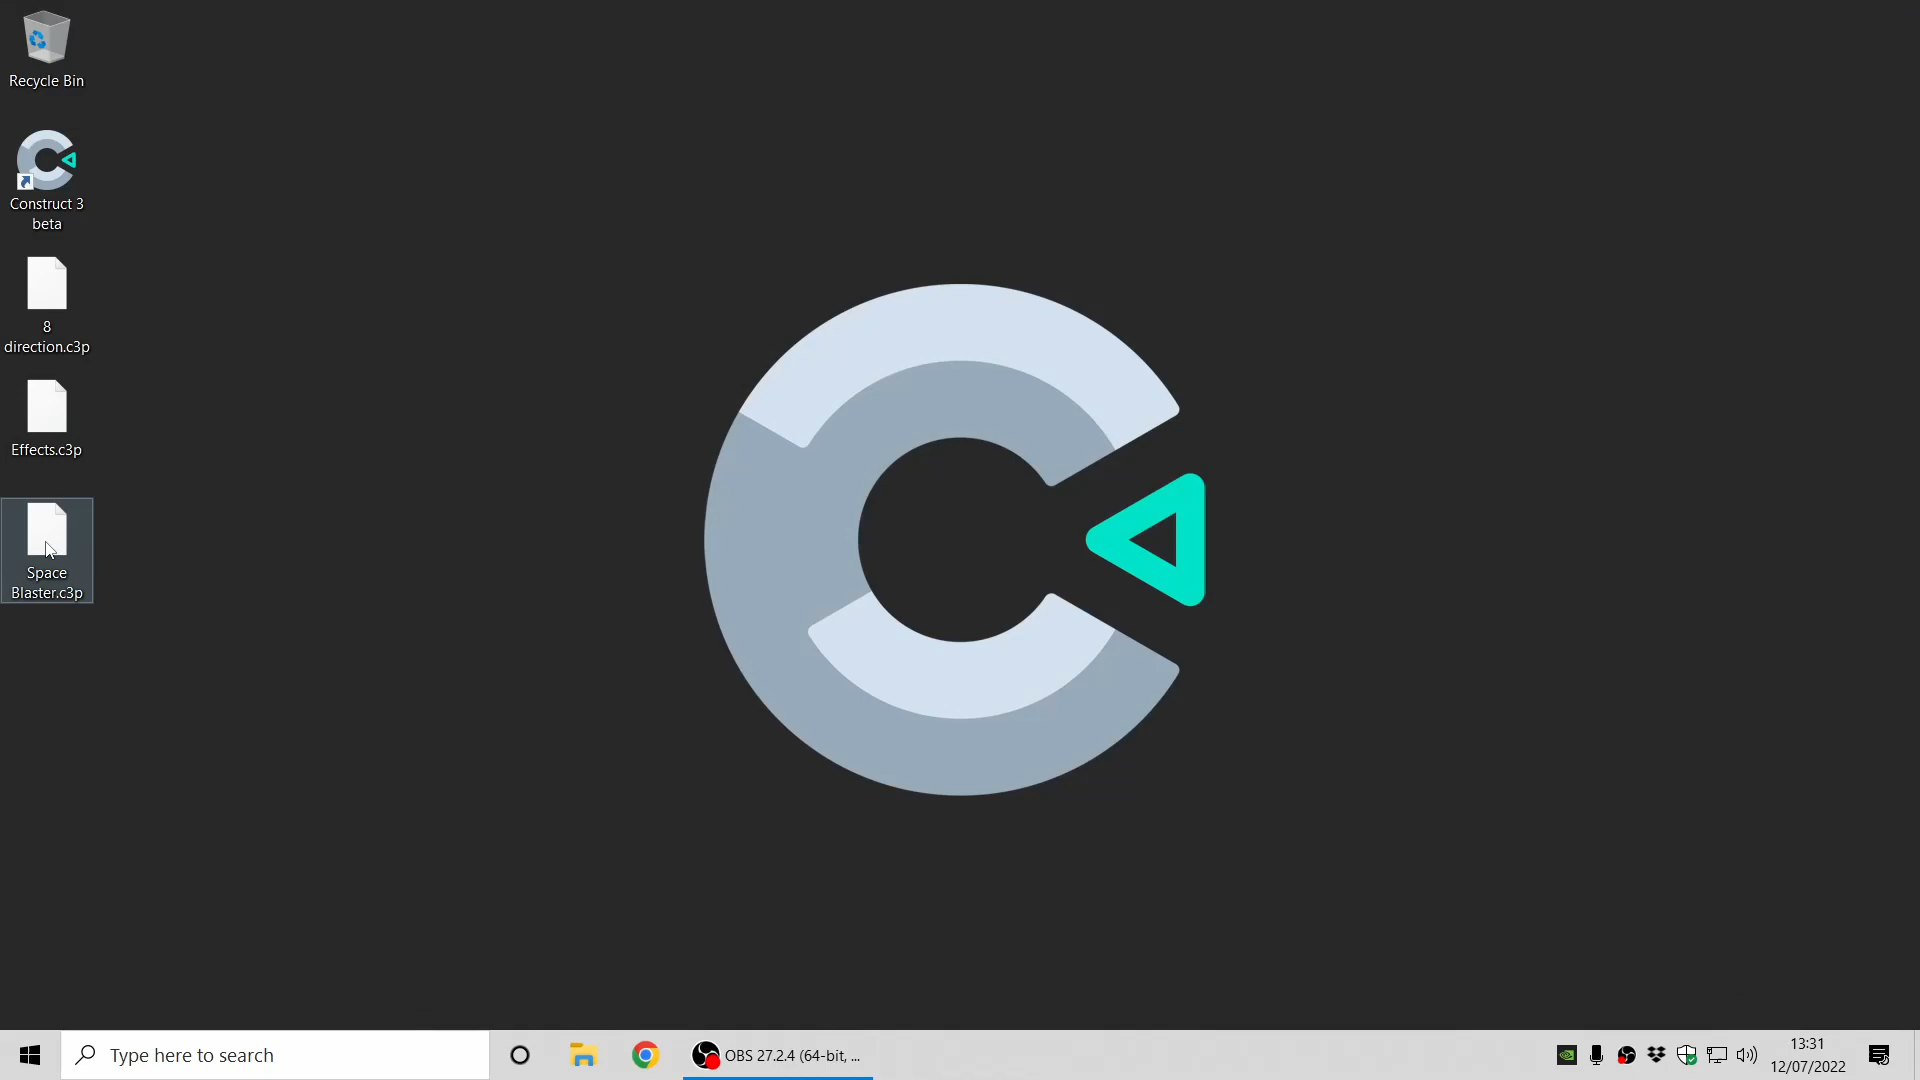 Recycle Bin
Construct 3
beta
8
direction.c3p
Effects.c3p
Space
Blaster.c3p
Type here to search
OBS 27.2.4 (64-bit, ...
13:31
12/07/2022